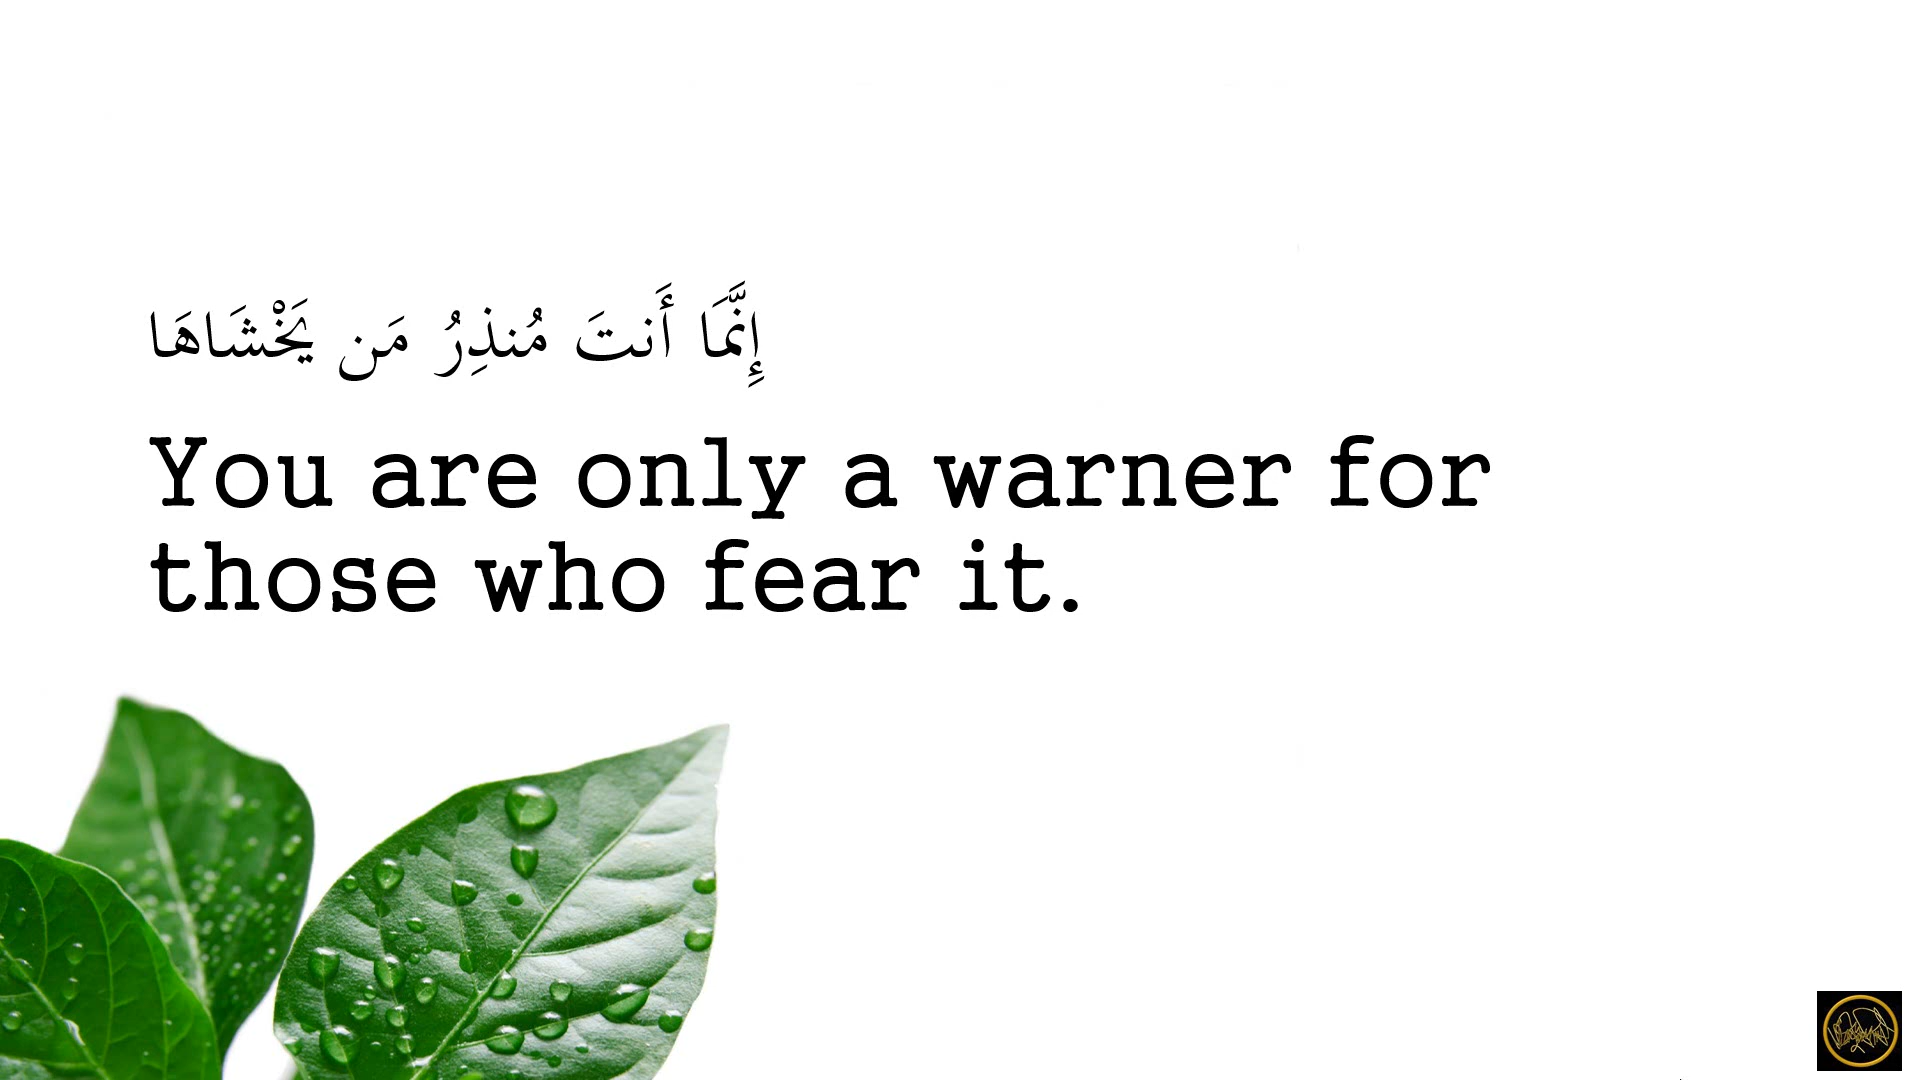 إِنَّمَا أَنتَ مُنذِرُ مَن يَخْشَاهَا
You are only a warner for
those who fear it.